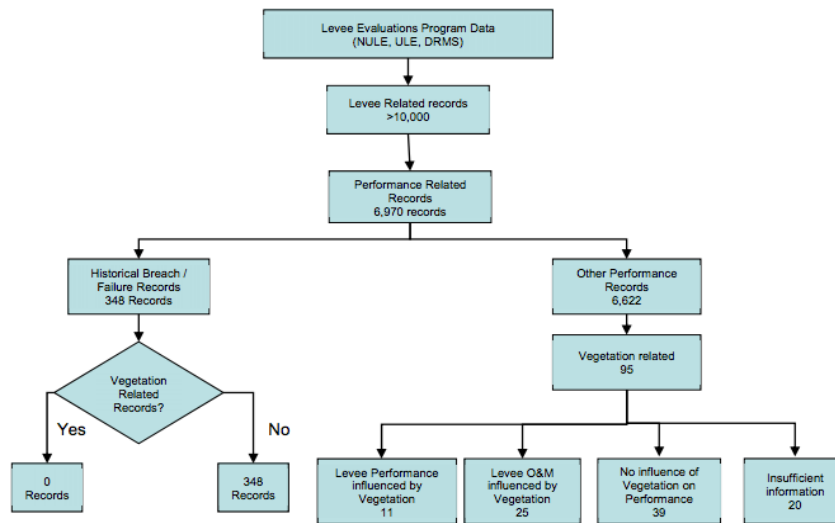 Levee Evaluations Program Data
(NULE, ULE, DRMS)
Levee Related records
>10,000
Performance Related
Records
6,970 records
Historical Breach /
Failure Records
348 Records
Other Performance
Records
6,622
Vegetation
Related
Records?
Vegetation related
95
Yes
No
0
Records
348
Records
Levee Performance
influenced by
Vegetation
11
Levee O&M
influenced by
Vegetation
25
No influence of
Vegetation on
Performance
39
Insufficient
information
20